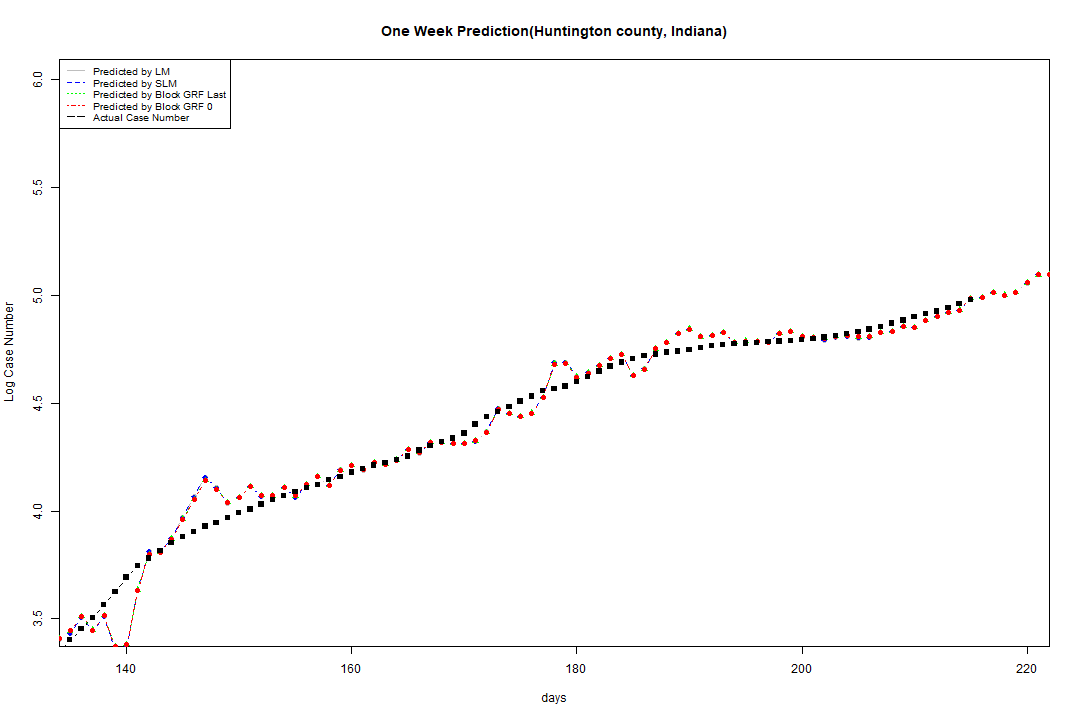 One Week Prediction(Huntington county, Indiana)
Predicted by LM
Predicted by SLM
Predicted by Block GRF Last
Predicted by Block GRF 0
Actual Case Number
6.0
5.5
5.0
4.5
4.0
3.5
Log Case Number
140 160 180 200 220
days